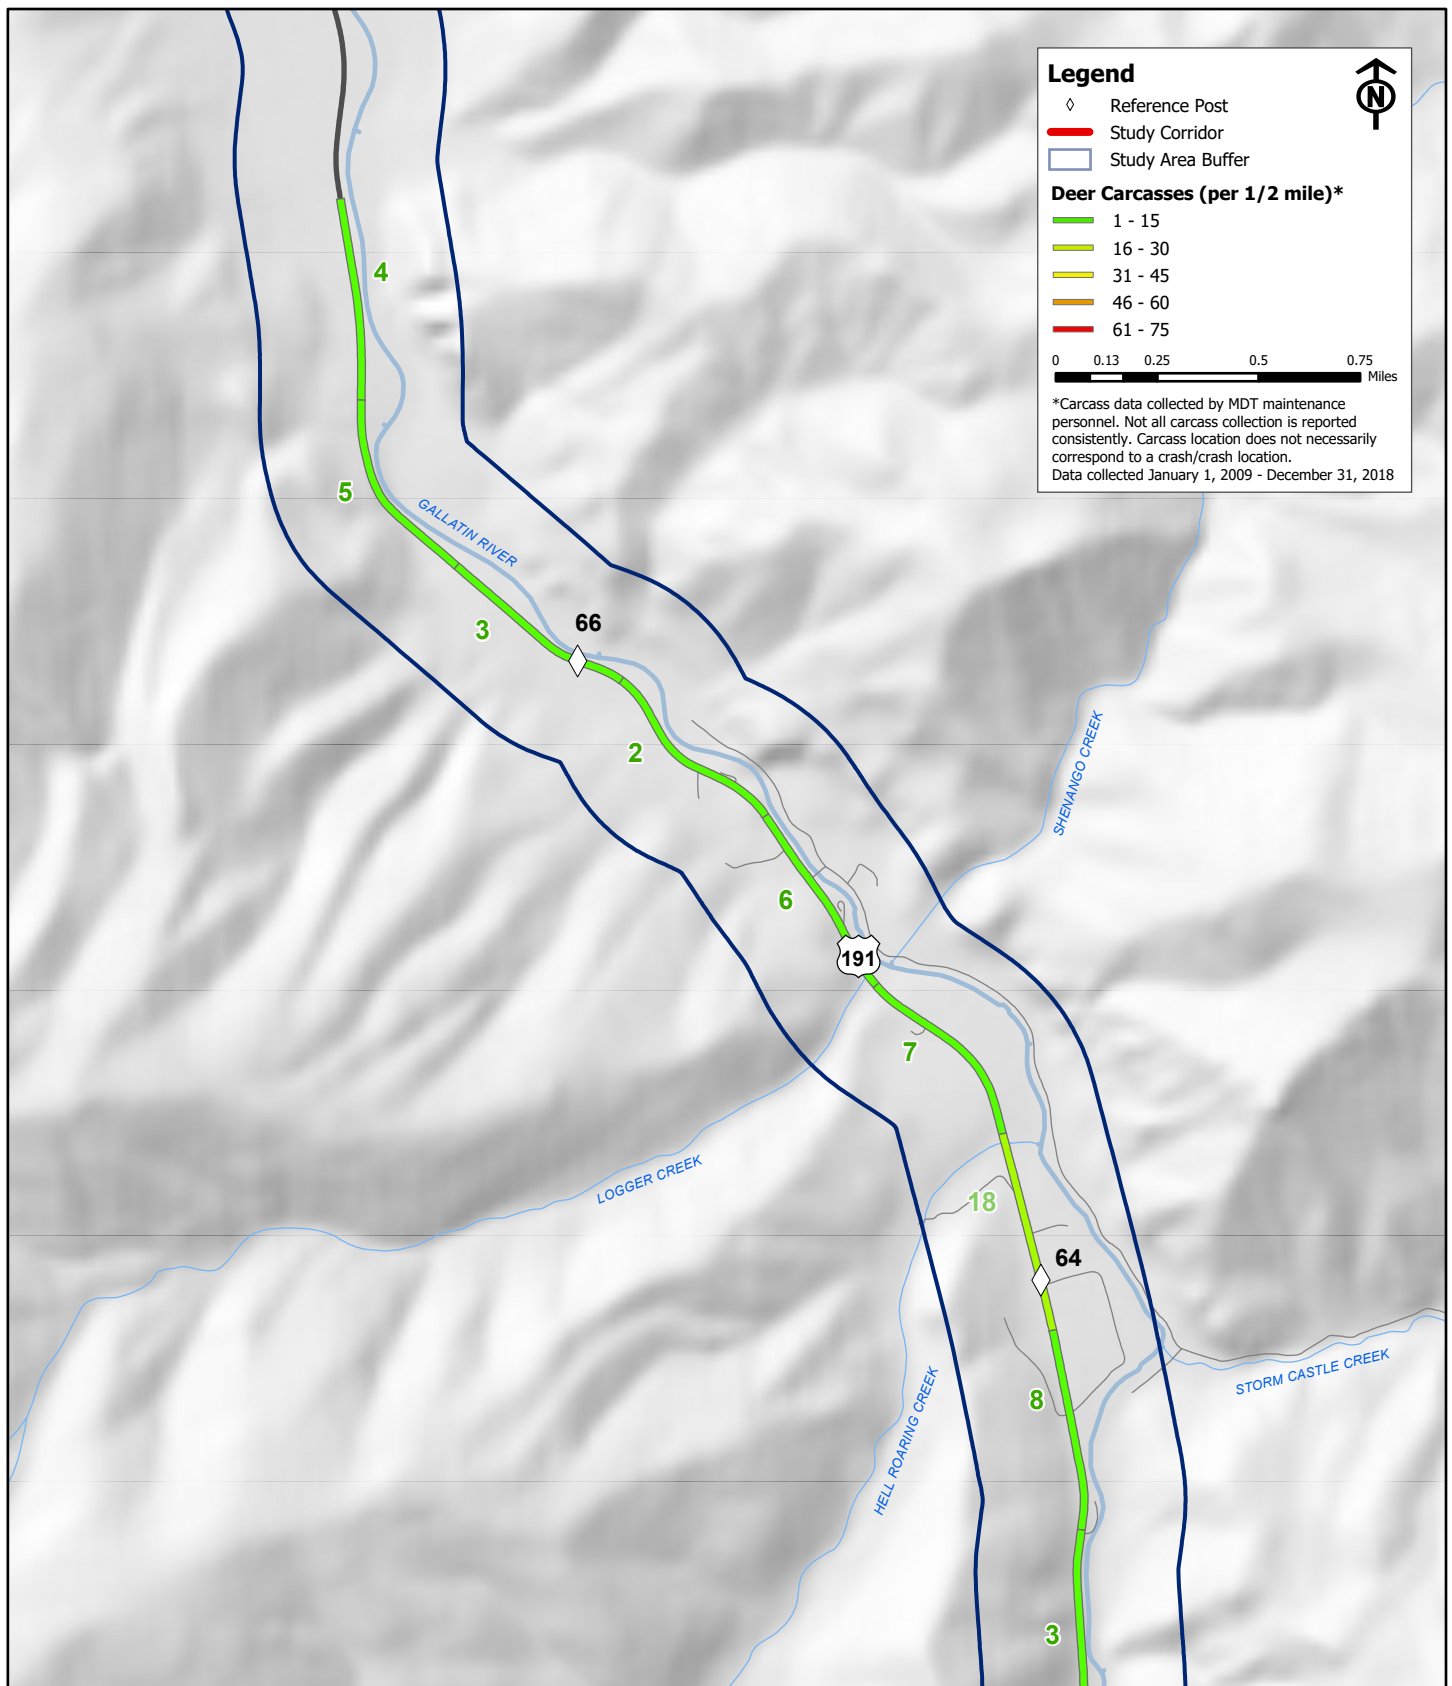 Legend
N
Reference Post
Study Corridor
Study Area Buffer
Deer Carcasses (per 1/2 mile)*
1 - 15
16 - 30
31 - 45
46 - 60
61 - 75
0 0.13 0.25 0.5 0.75
Miles
*Carcass data collected by MDT maintenance
personnel. Not all carcass collection is reported
consistently. Carcass location does not necessarily
correspond to a crash/crash location.
Data collected January 1, 2009 - December 31, 2018
4
5
GALLATIN RIVER
66
3
2
SHENANGO CREEK
6
191
7
LOGGER CREEK
18
64
STORM CASTLE CREEK
8
HELL ROARING CREEK
3